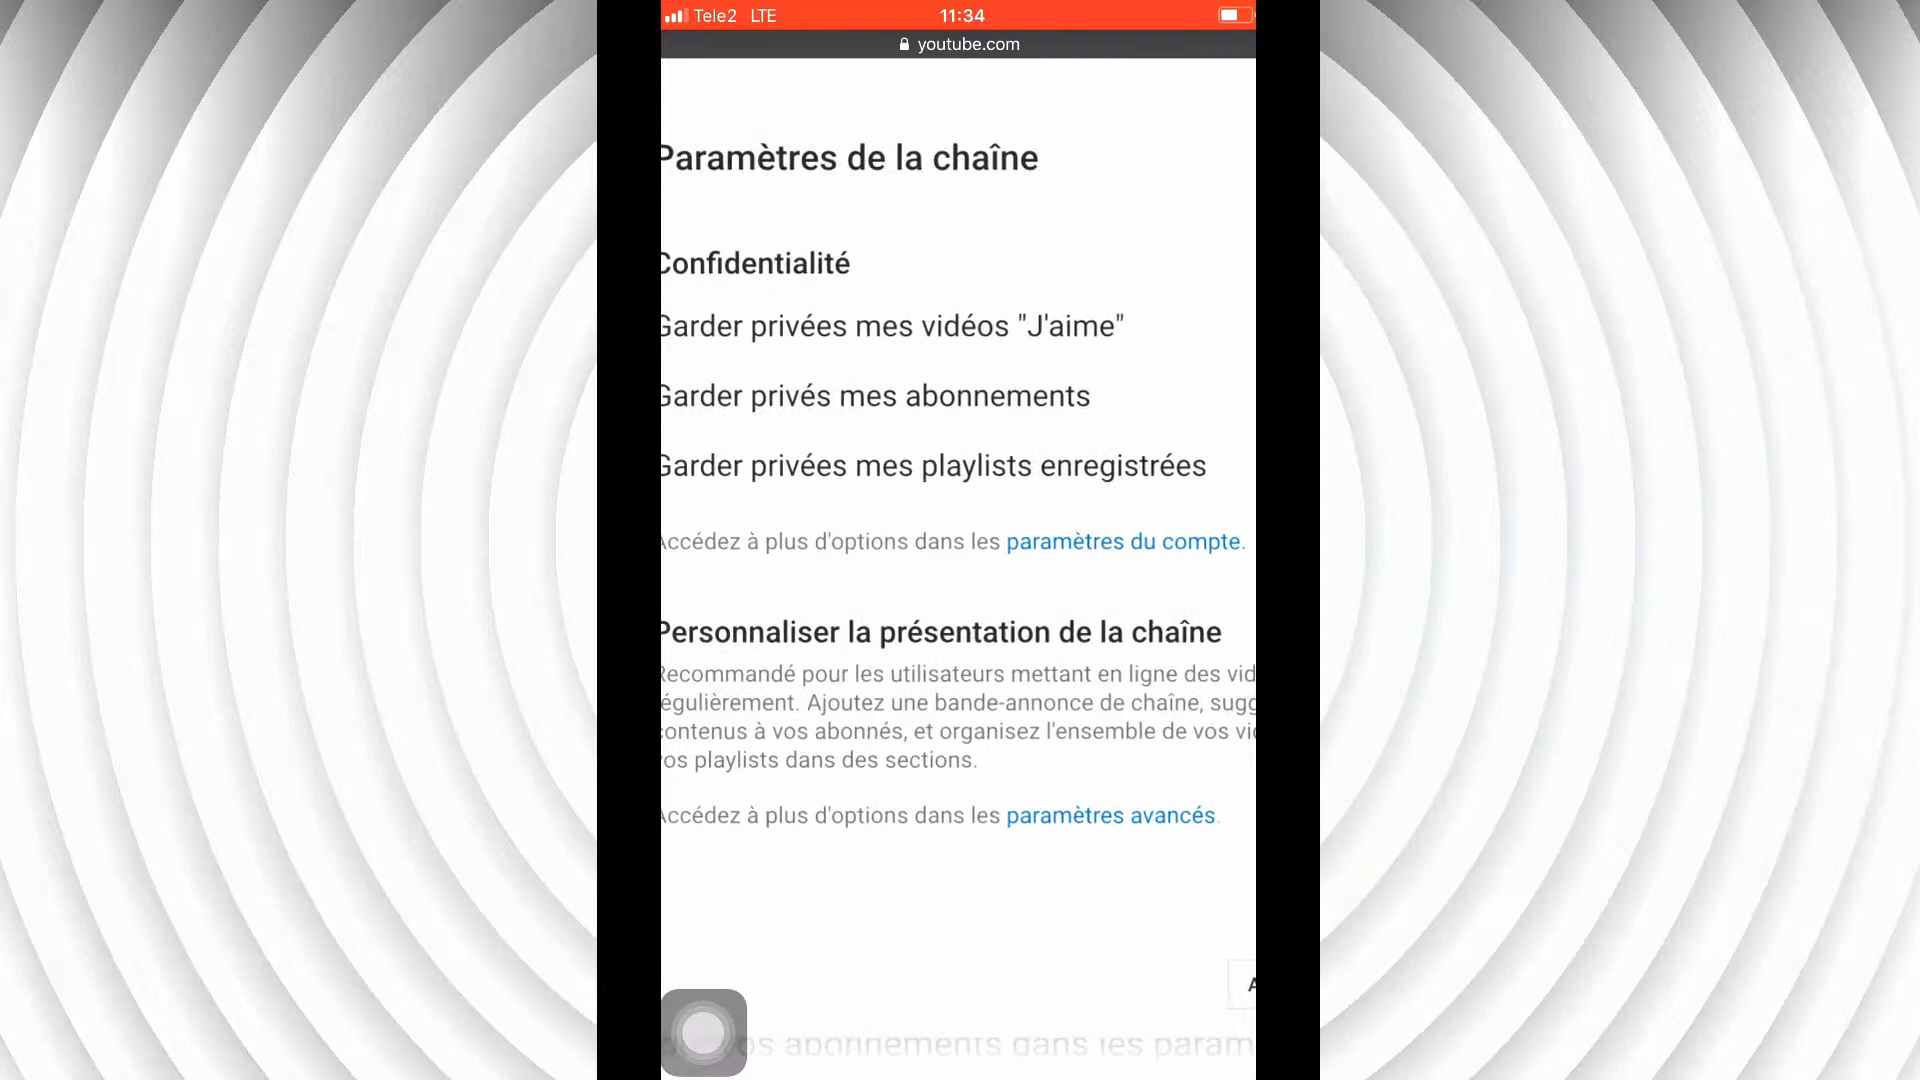 Tele2 LTE 11:34
youtube.com
Paramètres de la chaîne
Confidentialité
Garder privées mes vidéos "J'aime"
Garder privés mes abonnements
Garder privées mes playlists enregistrées
Accédez à plus d'options dans les paramètres du compte.
Personnaliser la présentation de la chaîne
Recommandé pour les utilisateurs mettant en ligne des vid
régulièrement. Ajoutez une bande-annonce de chaîne, sugg
contenus à vos abonnés, et organisez l'ensemble de vos vi
vos playlists dans des sections.
Accédez à plus d'options dans les paramètres avancés.
A
os abonnements dans les param